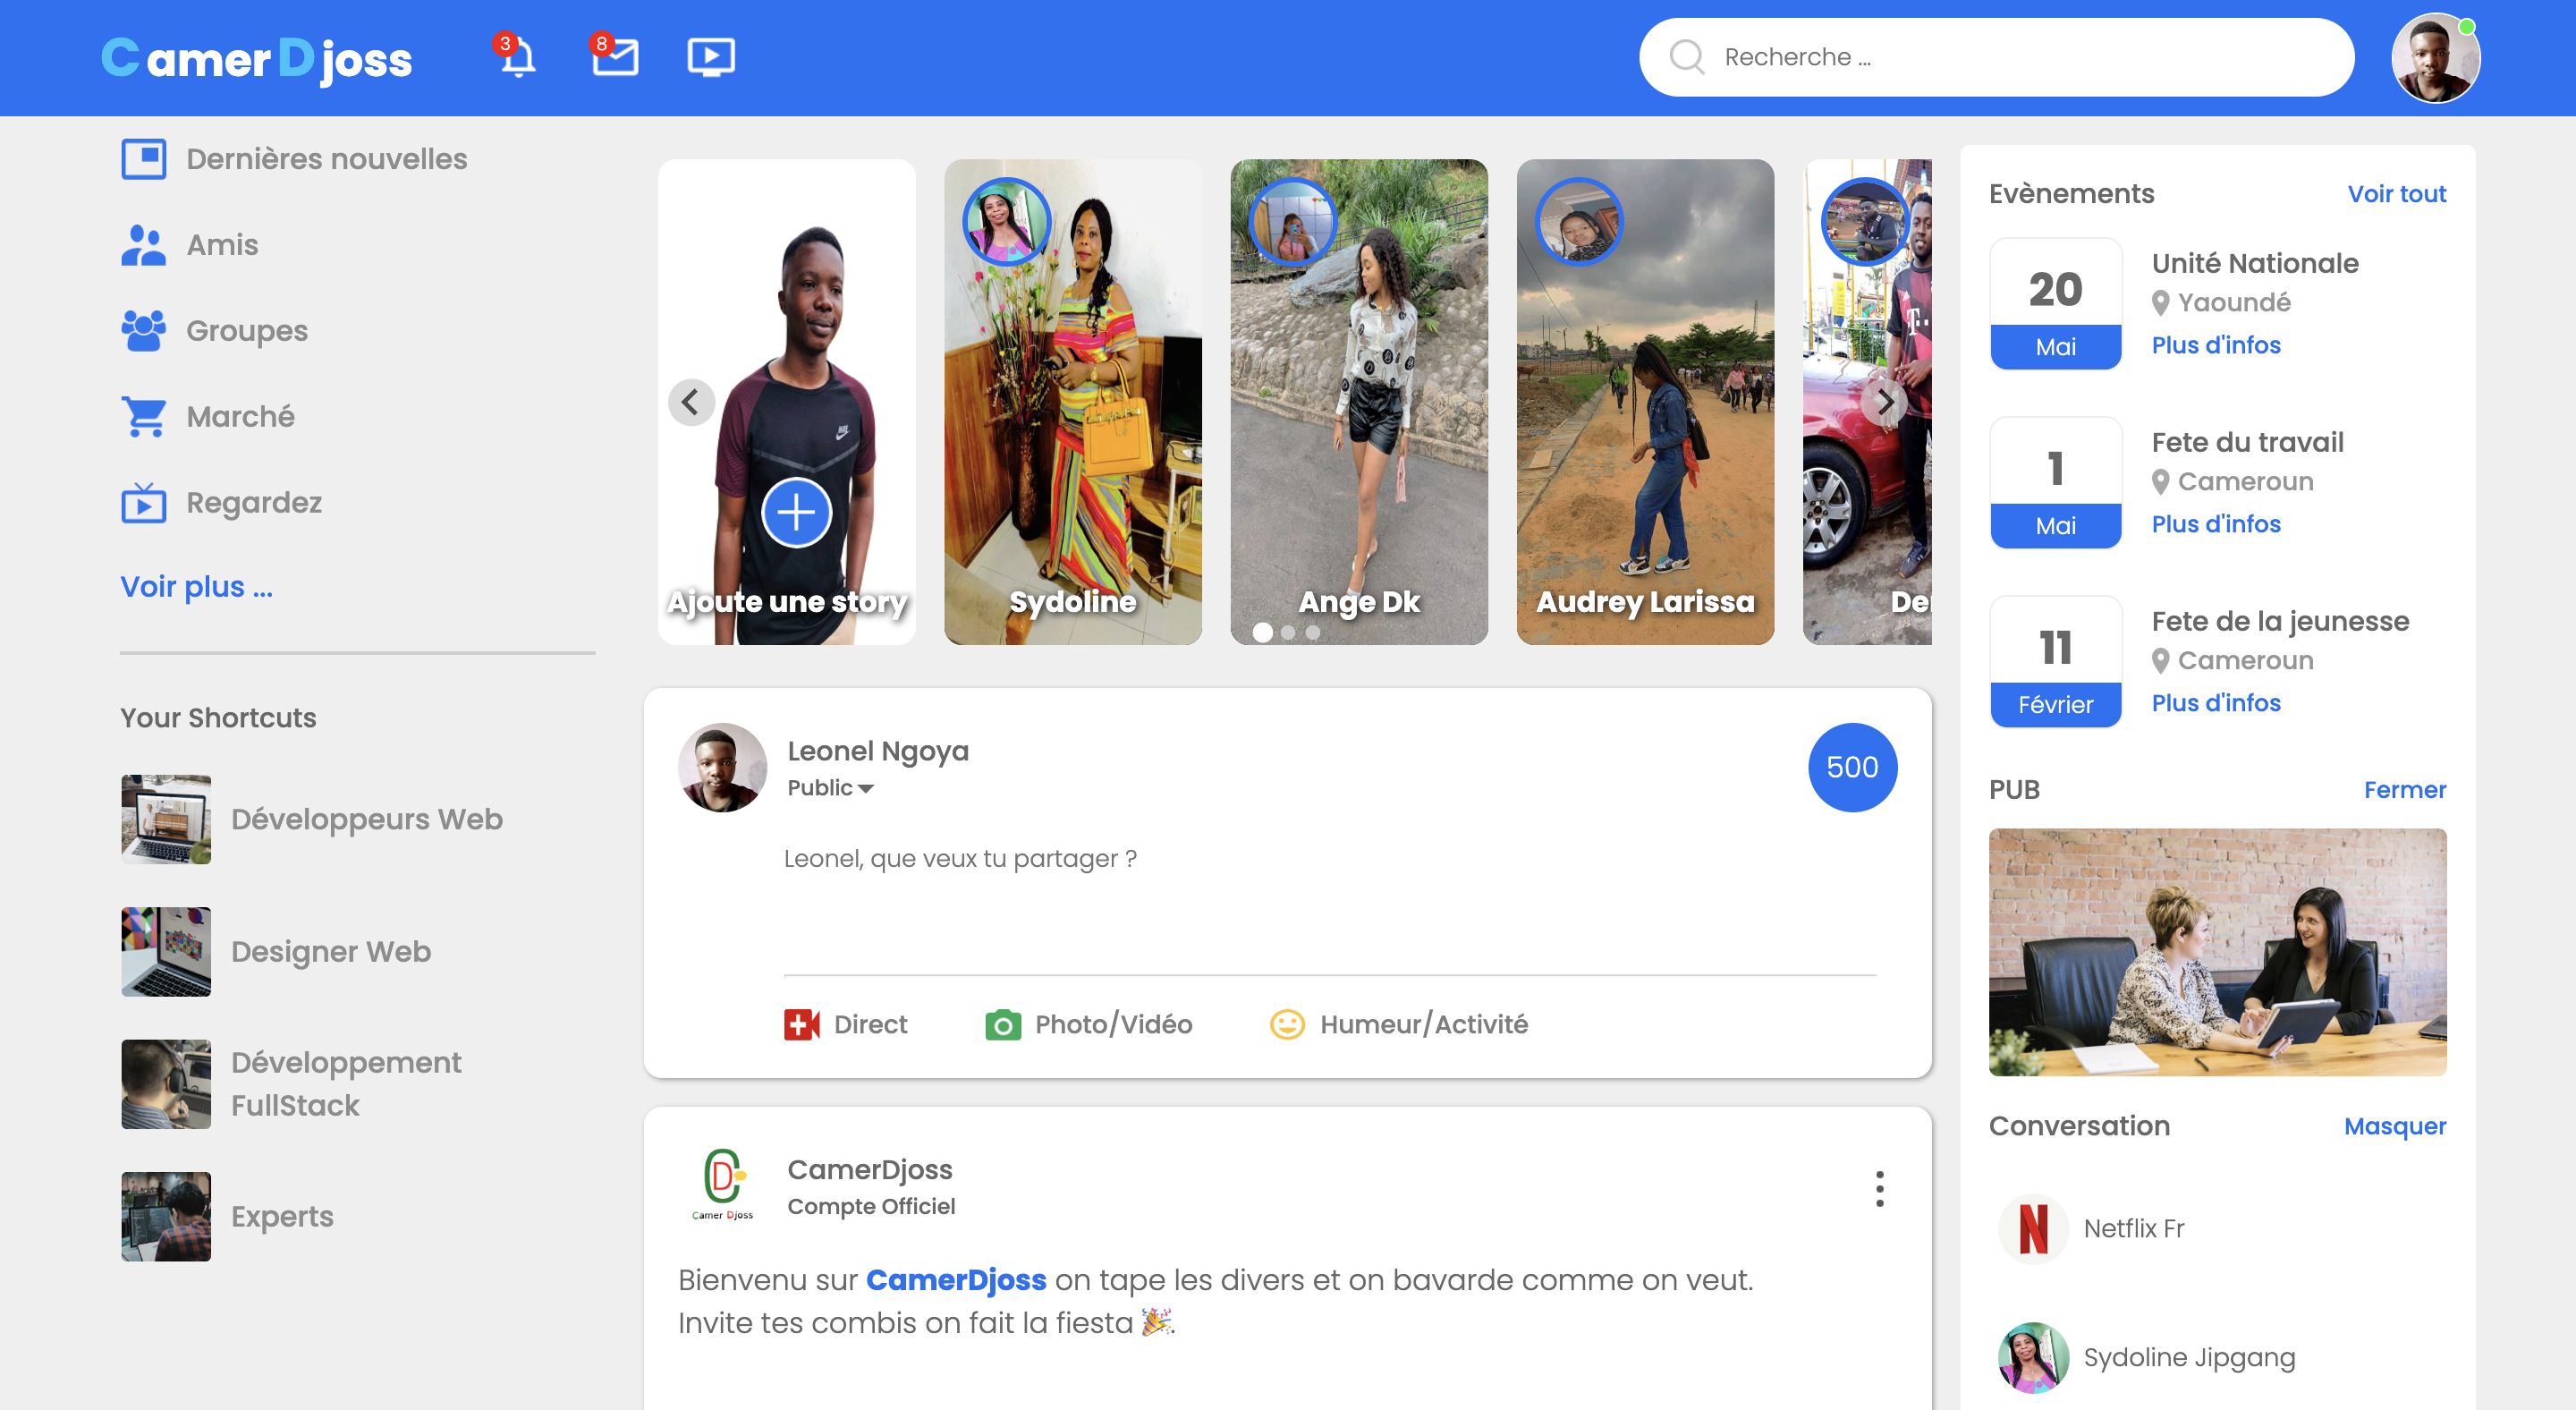 CamerDjoss
3
8
Recherche ...
Dernières nouvelles
Amis
Groupes
Marché
Regardez
Voir plus ...
Your Shortcuts
Développeurs Web
Designer Web
Développement
FullStack
Experts
Ajoute une story
Sydoline
Ange Dk
Audrey Larissa
Leonel Ngoya
Public
500
Leonel, que veux tu partager ?
Direct
Photo/Vidéo
Humeur/Activité
CD
Camer Djoss
CamerDjoss
Compte Officiel
Bienvenu sur CamerDjoss on tape les divers et on bavarde comme on veut.
Invite tes combis on fait la fiesta 🎉.
Evènements
Voir tout
20
Mai
Unité Nationale
Yaoundé
Plus d'infos
1
Mai
Fete du travail
Cameroun
Plus d'infos
11
Février
Fete de la jeunesse
Cameroun
Plus d'infos
PUB
Fermer
Conversation
Masquer
N
Netflix Fr
Sydoline Jipgang